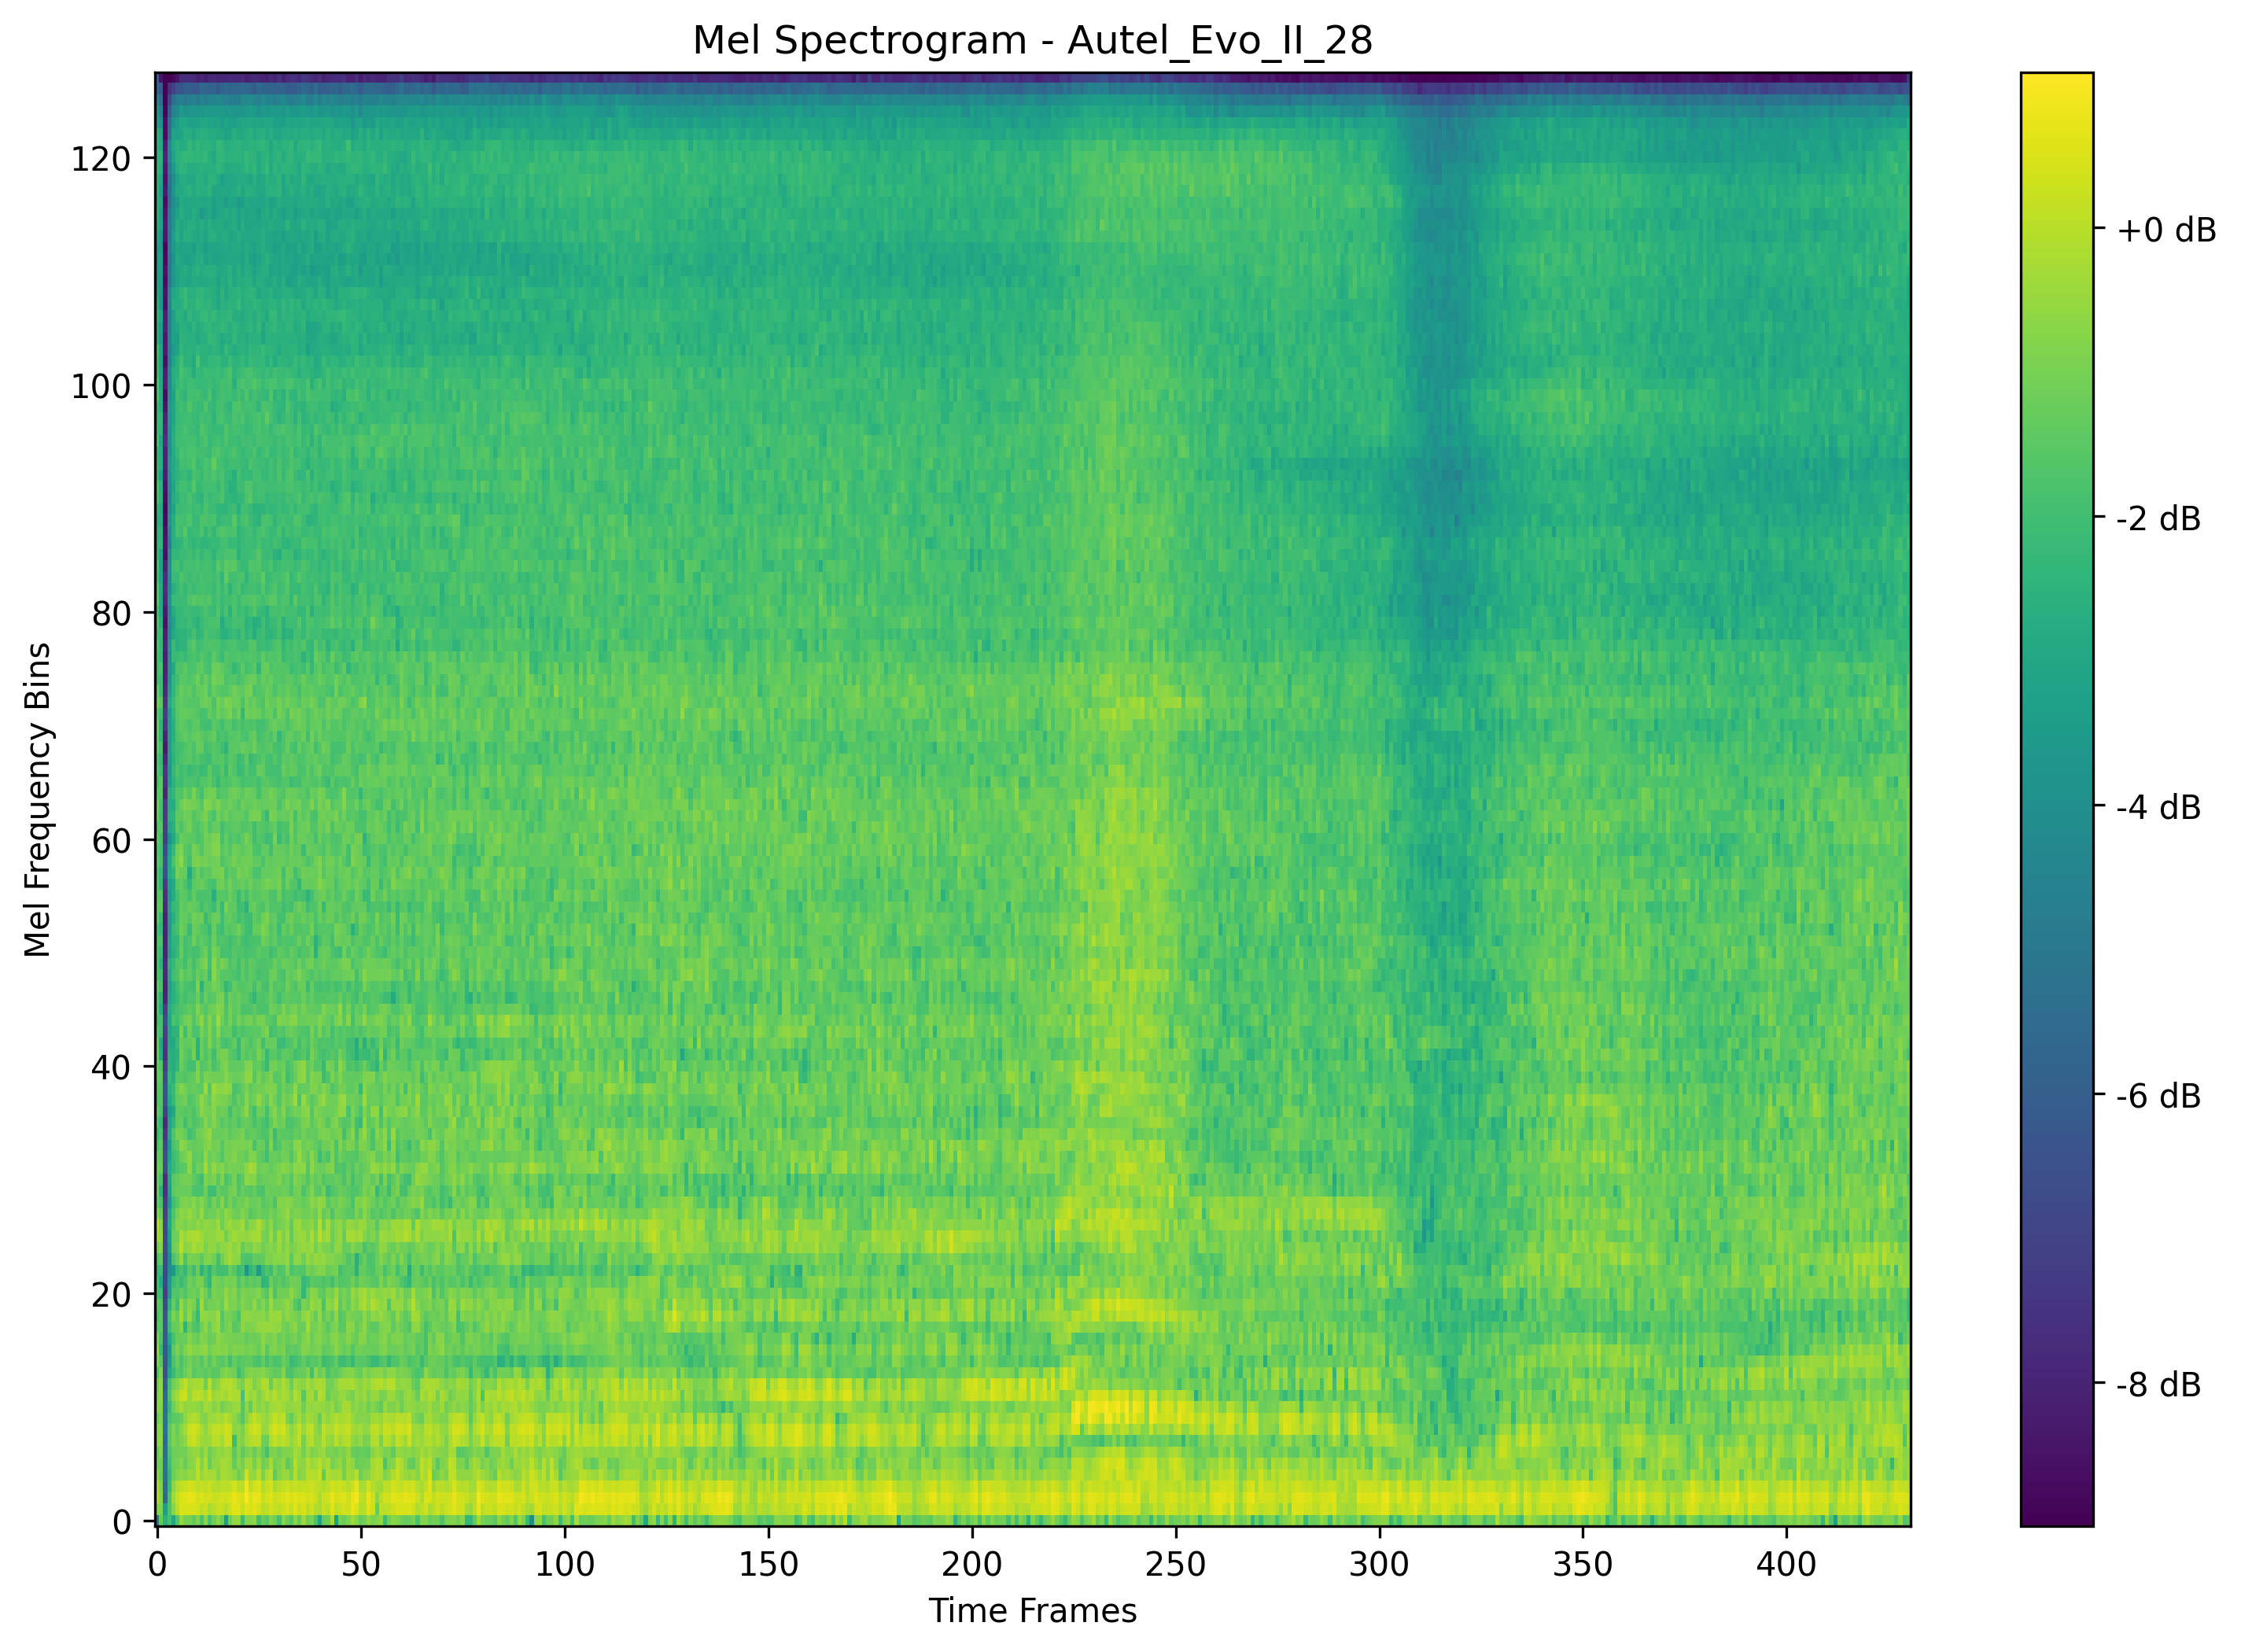 Mel Spectrogram - Autel_Evo_II_28
Mel Frequency Bins
120
100
80
60
40
20
0
0 50 100 150 200 250 300 350 400
Time Frames
+0 dB
-2 dB
-4 dB
-6 dB
-8 dB